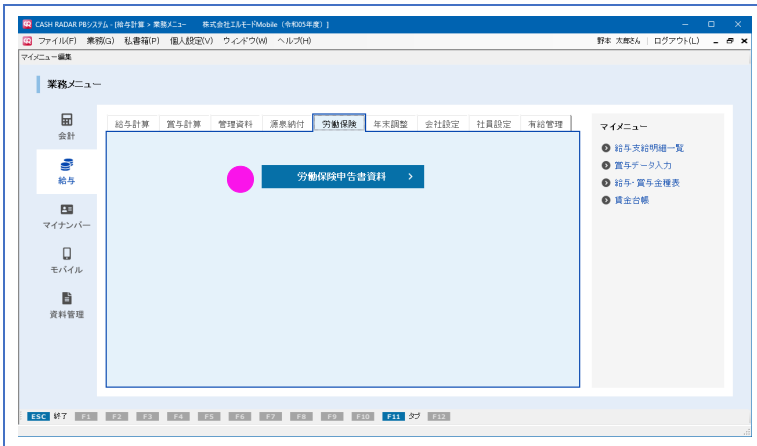 CASH RADAR PBシステム - [給与計算 > 業務メニュー　株式会社エルモードMobile（令和05年度）]
ファイル(F) 業務(G) 私書箱(P) 個人設定(V) ウィンドウ(W) ヘルプ(H) 野本 太郎さん ログアウト(L)
マイメニュー編集
業務メニュー
会計
給与
マイナンバー
モバイル
資料管理
給与計算 賞与計算 管理資料 源泉納付 労働保険 年末調整 会社設定 社員設定 有給管理
労働保険申告書資料
マイメニュー
給与支給明細一覧
賞与データ入力
給与・賞与金種表
賃金台帳
ESC 終了 F1 F2 F3 F4 F5 F6 F7 F8 F9 F10 F11 タブ F12